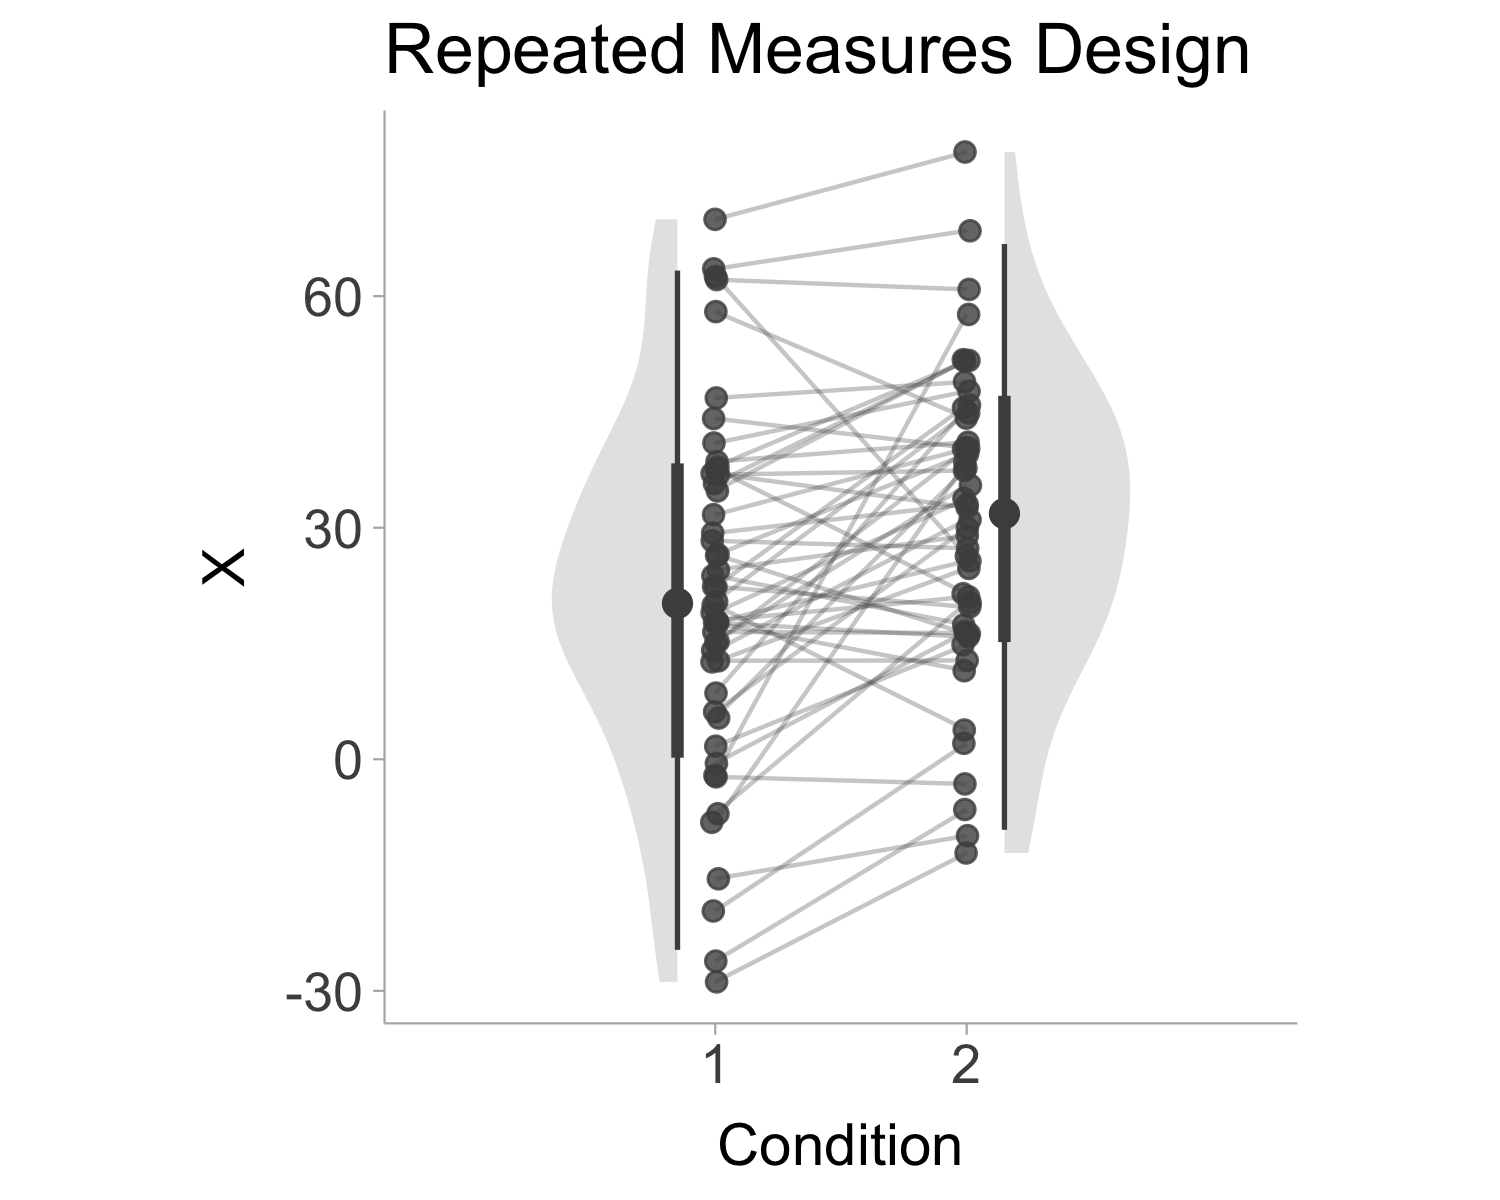 Repeated Measures Design
60
30
0
-30
X
1 2
Condition